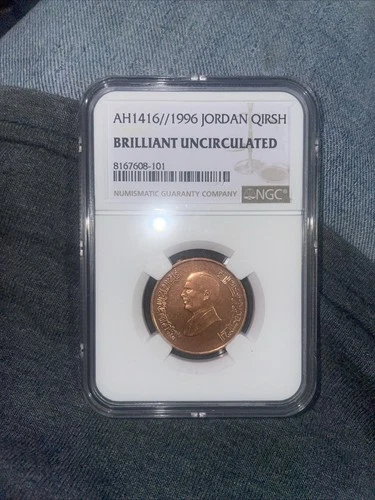 AH1416//1996 JORDAN QIRSH
BRILLIANT UNCIRCULATED
8167608-101
NUMISMATIC GUARANTY COMPANY
NGC